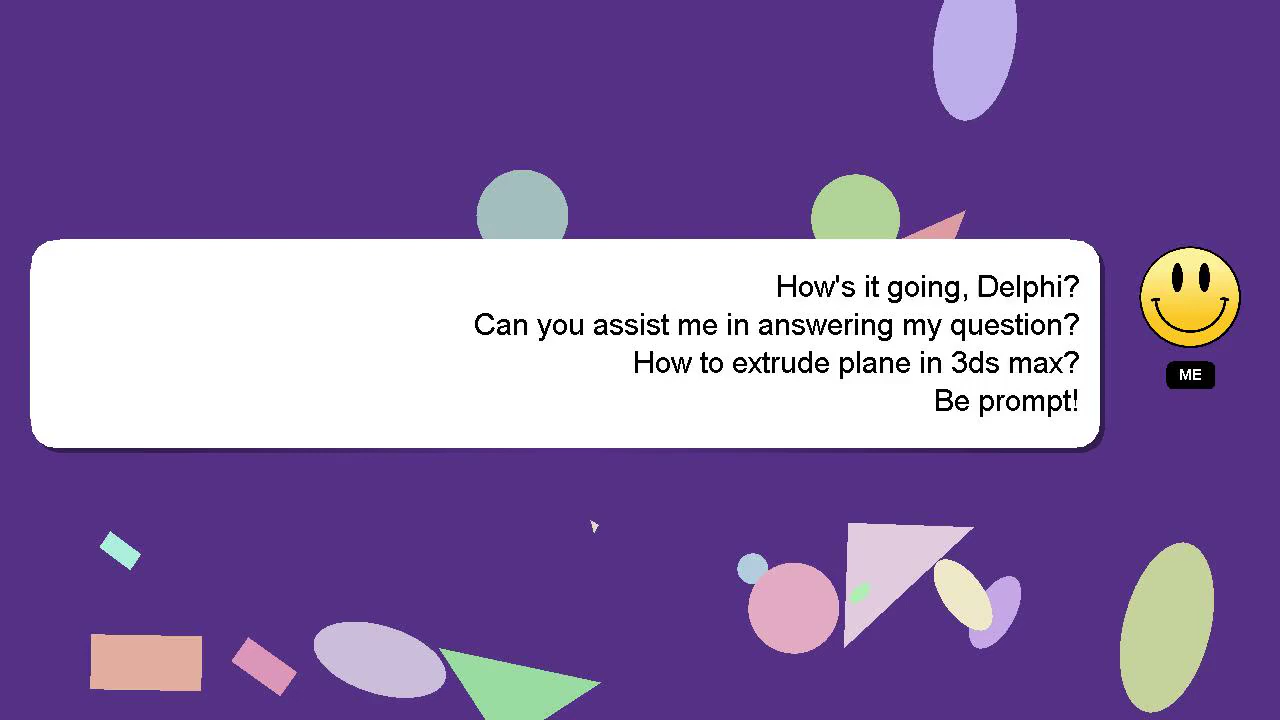 How's it going, Delphi?
Can you assist me in answering my question?
How to extrude plane in 3ds max?
Be prompt!
ME